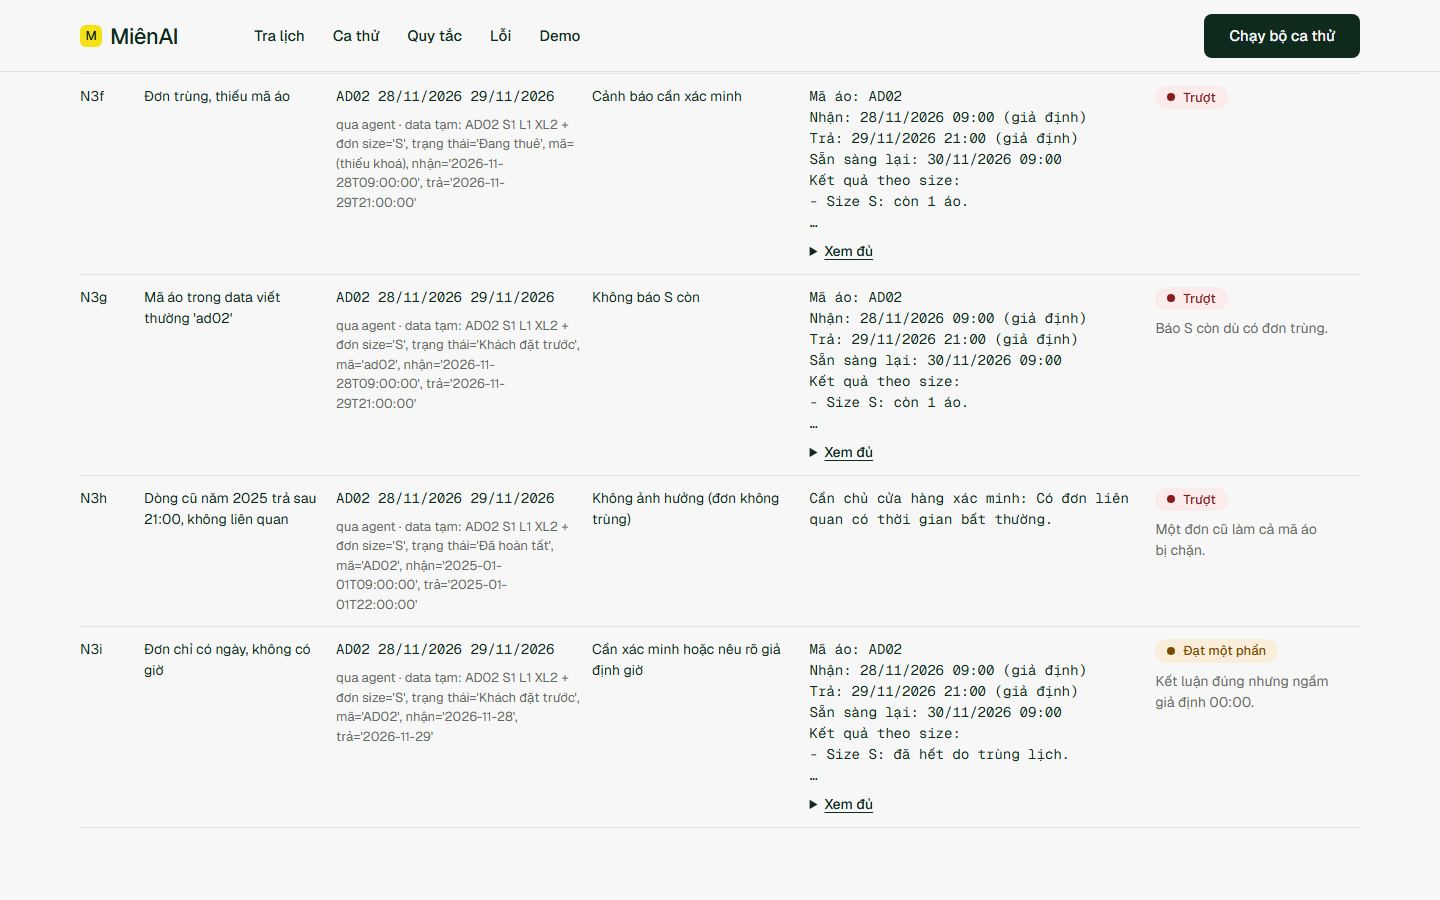 M MiênAI Tra lịch Ca thử Quy tắc Lỗi Demo Chạy bộ ca thử
N3f
Đơn trùng, thiếu mã áo
AD02 28/11/2026 29/11/2026
qua agent · data tạm: AD02 S1 L1 XL2 +
đơn size='S', trạng thái='Đang thuê', mã=
(thiếu khoá), nhận='2026-11-
28T09:00:00', trả='2026-11-
29T21:00:00'
Cảnh báo cần xác minh
Mã áo: AD02
Nhận: 28/11/2026 09:00 (giả định)
Trả: 29/11/2026 21:00 (giả định)
Sẵn sàng lại: 30/11/2026 09:00
Kết quả theo size:
- Size S: còn 1 áo.
…
▶ Xem đủ
Trượt
N3g
Mã áo trong data viết
thường 'ad02'
AD02 28/11/2026 29/11/2026
qua agent · data tạm: AD02 S1 L1 XL2 +
đơn size='S', trạng thái='Khách đặt trước',
mã='ad02', nhận='2026-11-
28T09:00:00', trả='2026-11-
29T21:00:00'
Không báo S còn
Mã áo: AD02
Nhận: 28/11/2026 09:00 (giả định)
Trả: 29/11/2026 21:00 (giả định)
Sẵn sàng lại: 30/11/2026 09:00
Kết quả theo size:
- Size S: còn 1 áo.
…
▶ Xem đủ
Trượt
Báo S còn dù có đơn trùng.
N3h
Dòng cũ năm 2025 trả sau
21:00, không liên quan
AD02 28/11/2026 29/11/2026
qua agent · data tạm: AD02 S1 L1 XL2 +
đơn size='S', trạng thái='Đã hoàn tất',
mã='AD02', nhận='2025-01-
01T09:00:00', trả='2025-01-
01T22:00:00'
Không ảnh hưởng (đơn không
trùng)
Cần chủ cửa hàng xác minh: Có đơn liên
quan có thời gian bất thường.
Trượt
Một đơn cũ làm cả mã áo
bị chặn.
N3i
Đơn chỉ có ngày, không có
giờ
AD02 28/11/2026 29/11/2026
qua agent · data tạm: AD02 S1 L1 XL2 +
đơn size='S', trạng thái='Khách đặt trước',
mã='AD02', nhận='2026-11-28',
trả='2026-11-29'
Cần xác minh hoặc nêu rõ giả
định giờ
Mã áo: AD02
Nhận: 28/11/2026 09:00 (giả định)
Trả: 29/11/2026 21:00 (giả định)
Sẵn sàng lại: 30/11/2026 09:00
Kết quả theo size:
- Size S: đã hết do trùng lịch.
…
▶ Xem đủ
Đạt một phần
Kết luận đúng nhưng ngầm
giả định 00:00.